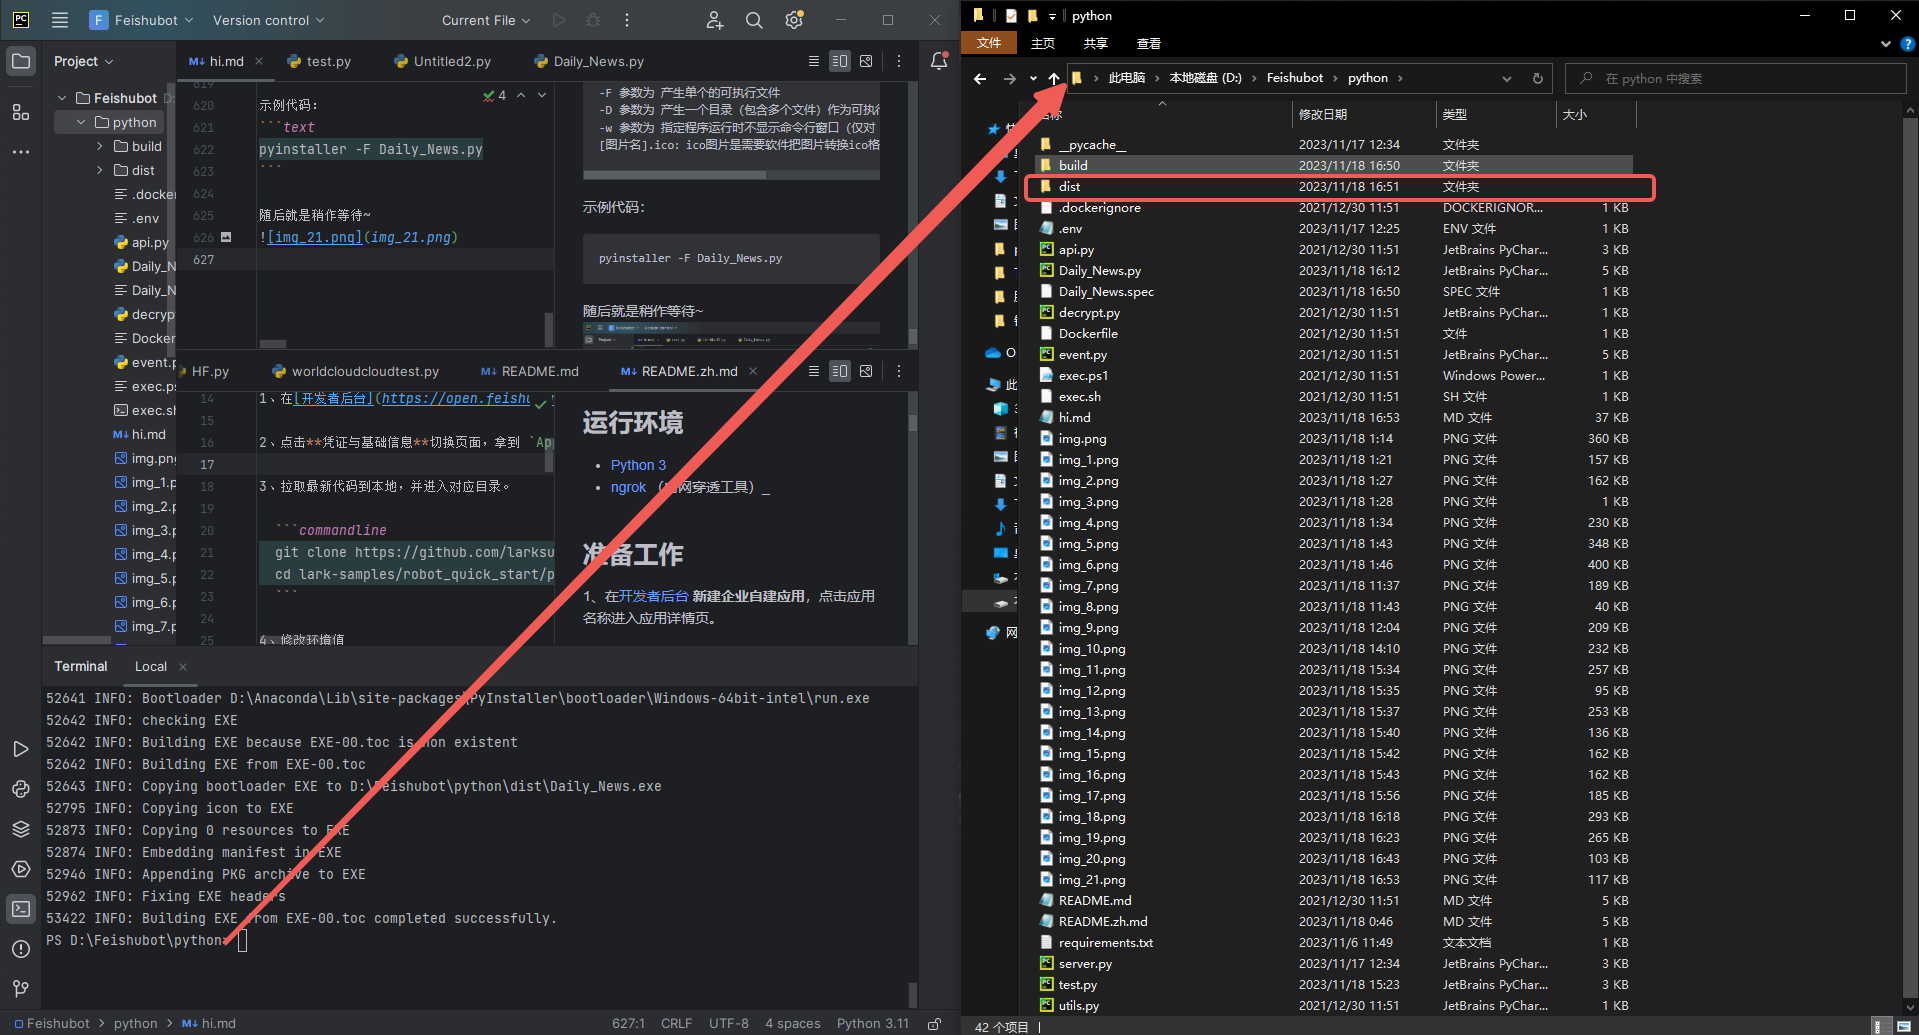 PC F Feishubot Version control Current File
Project
hi.md test.py Untitled2.py Daily_News.py
Feishubot D:
python
build
dist
.docker
.env
api.py
Daily_N
Daily_N
decrypt
Docker
event.p
exec.ps
exec.sh
M↓ hi.md
img.png
img_1.p
img_2.p
img_3.p
img_4.p
img_5.p
img_6.p
img_7.p
619
620 示例代码：
621 ```text
622 pyinstaller -F Daily_News.py
623 ```
624
625 随后就是稍作等待~
626 ![img_21.png](img_21.png)
627
4
-F 参数为 产生单个的可执行文件
-D 参数为 产生一个目录（包含多个文件）作为可执行
-w 参数为 指定程序运行时不显示命令行窗口（仅对
[图片名].ico：ico图片是需要软件把图片转换ico格
示例代码：
pyinstaller -F Daily_News.py
随后就是稍作等待~
HF.py worldcloudcloudtest.py M↓ README.md M↓ README.zh.md
14 1、在[开发者后台](https://open.feishu
15
16 2、点击**凭证与基础信息**切换页面，拿到 `App
17
18 3、拉取最新代码到本地，并进入对应目录。
19
20 ```commandline
21 git clone https://github.com/larksu
22 cd lark-samples/robot_quick_start/p
23 ```
24
25 4、修改环境值
运行环境
Python 3
ngrok
网穿透工具）_
准备工作
1、在开发者后台 新建企业自建应用，点击应用
名称进入应用详情页。
Terminal Local
52641 INFO: Bootloader D:\Anaconda\Lib\site-packages\PyInstaller\bootloader\Windows-64bit-intel\run.exe
52642 INFO: checking EXE
52642 INFO: Building EXE because EXE-00.toc is non existent
52642 INFO: Building EXE from EXE-00.toc
52643 INFO: Copying bootloader EXE to D:\Feishubot\python\dist\Daily_News.exe
52795 INFO: Copying icon to EXE
52873 INFO: Copying 0 resources to EXE
52874 INFO: Embedding manifest in EXE
52946 INFO: Appending PKG archive to EXE
52962 INFO: Fixing EXE headers
53422 INFO: Building EXE from EXE-00.toc completed successfully.
PS D:\Feishubot\python>
Feishubot > python > M↓ hi.md 627:1 CRLF UTF-8 4 spaces Python 3.11
python
文件 主页 共享 查看
此电脑 > 本地磁盘 (D:) > Feishubot > python >
在 python 中搜索
名称 修改日期 类型 大小
__pycache__ 2023/11/17 12:34 文件夹
build 2023/11/18 16:50 文件夹
dist 2023/11/18 16:51 文件夹
.dockerignore 2021/12/30 11:51 DOCKERIGNOR... 1 KB
.env 2023/11/17 12:25 ENV 文件 1 KB
api.py 2021/12/30 11:51 JetBrains PyChar... 3 KB
Daily_News.py 2023/11/18 16:12 JetBrains PyChar... 5 KB
Daily_News.spec 2023/11/18 16:50 SPEC 文件 1 KB
decrypt.py 2021/12/30 11:51 JetBrains PyChar... 1 KB
Dockerfile 2021/12/30 11:51 文件 1 KB
event.py 2021/12/30 11:51 JetBrains PyChar... 5 KB
exec.ps1 2021/12/30 11:51 Windows Power... 1 KB
exec.sh 2021/12/30 11:51 SH 文件 1 KB
hi.md 2023/11/18 16:53 MD 文件 37 KB
img.png 2023/11/18 1:14 PNG 文件 360 KB
img_1.png 2023/11/18 1:21 PNG 文件 157 KB
img_2.png 2023/11/18 1:27 PNG 文件 162 KB
img_3.png 2023/11/18 1:28 PNG 文件 1 KB
img_4.png 2023/11/18 1:34 PNG 文件 230 KB
img_5.png 2023/11/18 1:43 PNG 文件 348 KB
img_6.png 2023/11/18 1:46 PNG 文件 400 KB
img_7.png 2023/11/18 11:37 PNG 文件 189 KB
img_8.png 2023/11/18 11:43 PNG 文件 40 KB
img_9.png 2023/11/18 12:04 PNG 文件 209 KB
img_10.png 2023/11/18 14:10 PNG 文件 232 KB
img_11.png 2023/11/18 15:34 PNG 文件 257 KB
img_12.png 2023/11/18 15:35 PNG 文件 95 KB
img_13.png 2023/11/18 15:37 PNG 文件 253 KB
img_14.png 2023/11/18 15:40 PNG 文件 136 KB
img_15.png 2023/11/18 15:42 PNG 文件 162 KB
img_16.png 2023/11/18 15:43 PNG 文件 162 KB
img_17.png 2023/11/18 15:56 PNG 文件 185 KB
img_18.png 2023/11/18 16:18 PNG 文件 293 KB
img_19.png 2023/11/18 16:23 PNG 文件 265 KB
img_20.png 2023/11/18 16:43 PNG 文件 103 KB
img_21.png 2023/11/18 16:53 PNG 文件 117 KB
README.md 2021/12/30 11:51 MD 文件 5 KB
README.zh.md 2023/11/18 0:46 MD 文件 5 KB
requirements.txt 2023/11/6 11:49 文本文档 1 KB
server.py 2023/11/17 12:34 JetBrains PyChar... 3 KB
test.py 2023/11/18 15:23 JetBrains PyChar... 3 KB
utils.py 2021/12/30 11:51 JetBrains PyChar... 1 KB
42 个项目